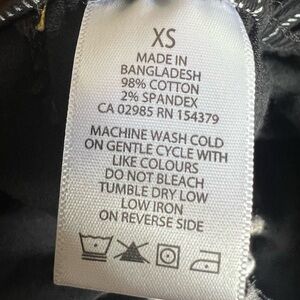 XS
MADE IN
BANGLADESH
98% COTTON
2% SPANDEX
CA 02985 RN 154379
MACHINE WASH COLD
ON GENTLE CYCLE WITH
LIKE COLOURS
DO NOT BLEACH
TUMBLE DRY LOW
LOW IRON
ON REVERSE SIDE